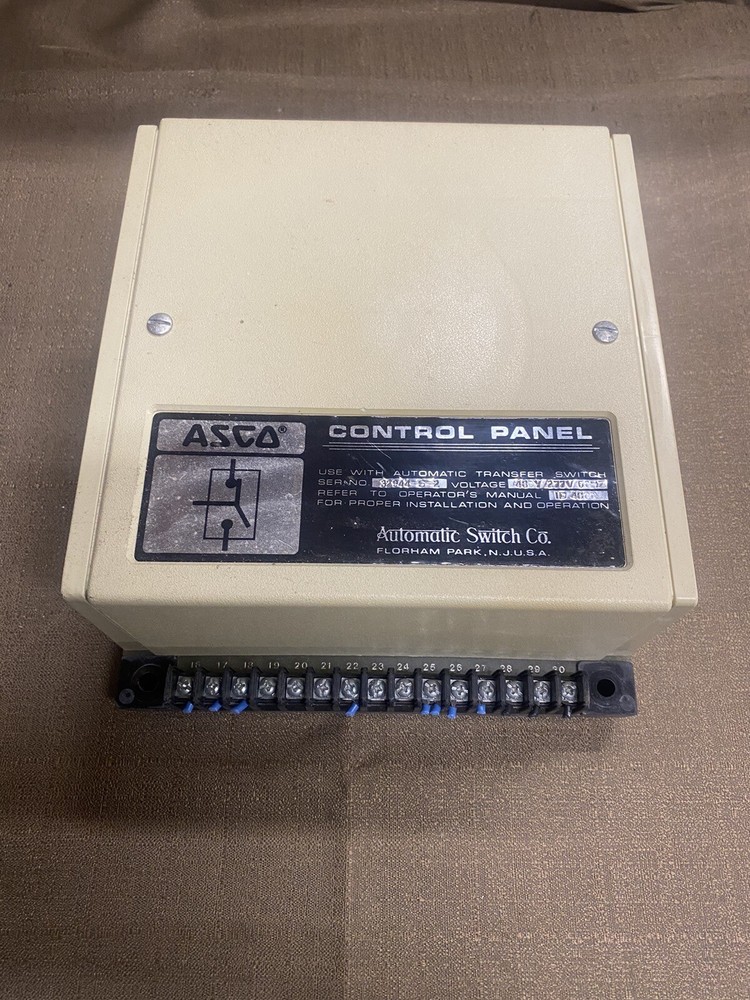 ASCO®
CONTROL PANEL
USE WITH AUTOMATIC TRANSFER SWITCH
SER. NO. VOLTAGE
REFER TO OPERATOR'S MANUAL
FOR PROPER INSTALLATION AND OPERATION
Automatic Switch Co.
FLORHAM PARK, N.J. U.S.A.
16 17 18 19 20 21 22 23 24 25 26 27 28 29 30